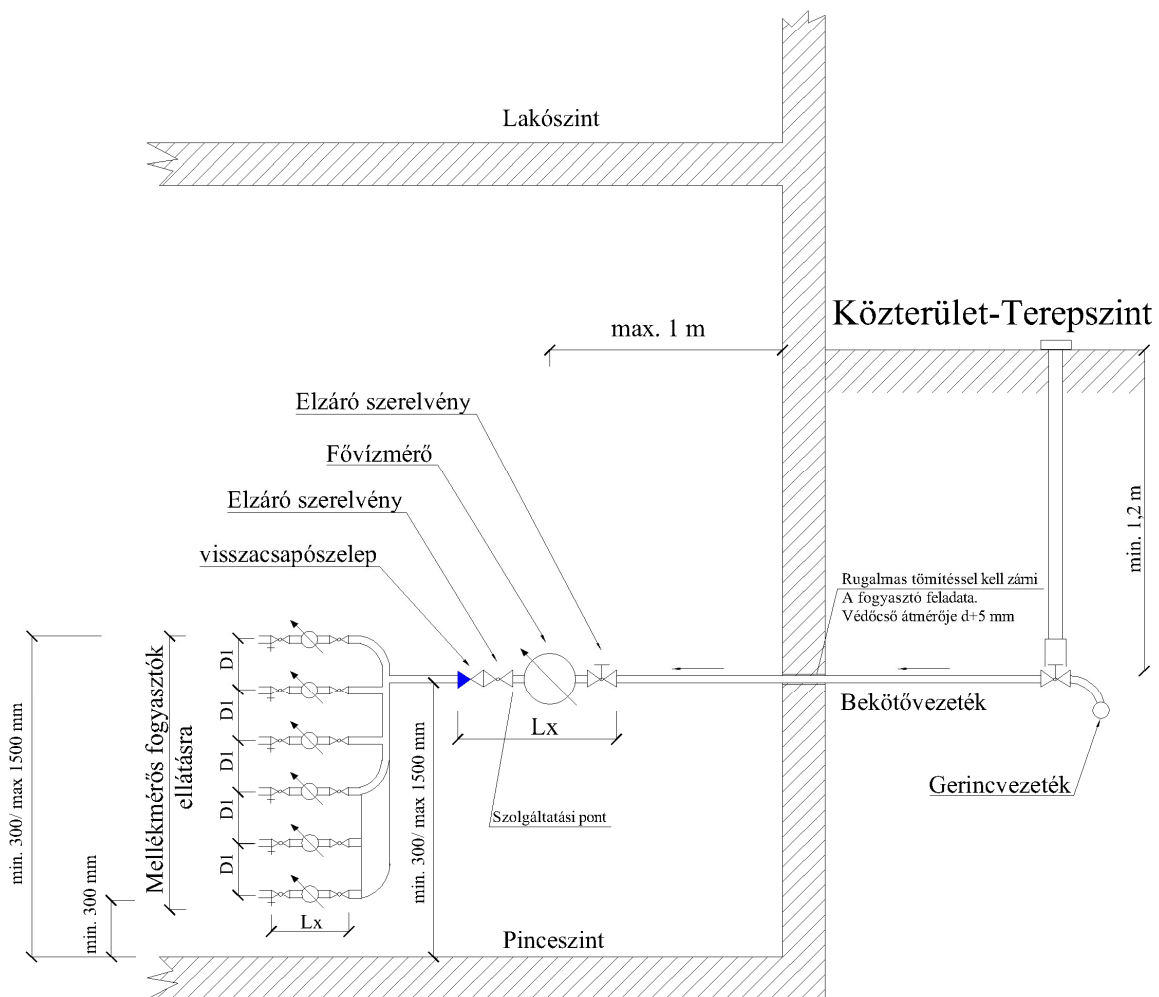 Lakószint
Közterület-Terepszint
max. 1 m
Elzáró szerelvény
Fővízmérő
Elzáró szerelvény
visszacsapószelep
min. 1,2 m
Rugalmas tömítéssel kell zárni
A fogyasztó feladata.
Védőcső átmérője d+5 mm
Bekötővezeték
Gerincvezeték
Lx
Szolgáltatási pont
min. 300/ max 1500 mm
D1
D1
D1
D1
D1
Mellékmérős fogyasztók
ellátásra
min. 300/ max 1500 mm
min. 300 mm
Lx
Pinceszint